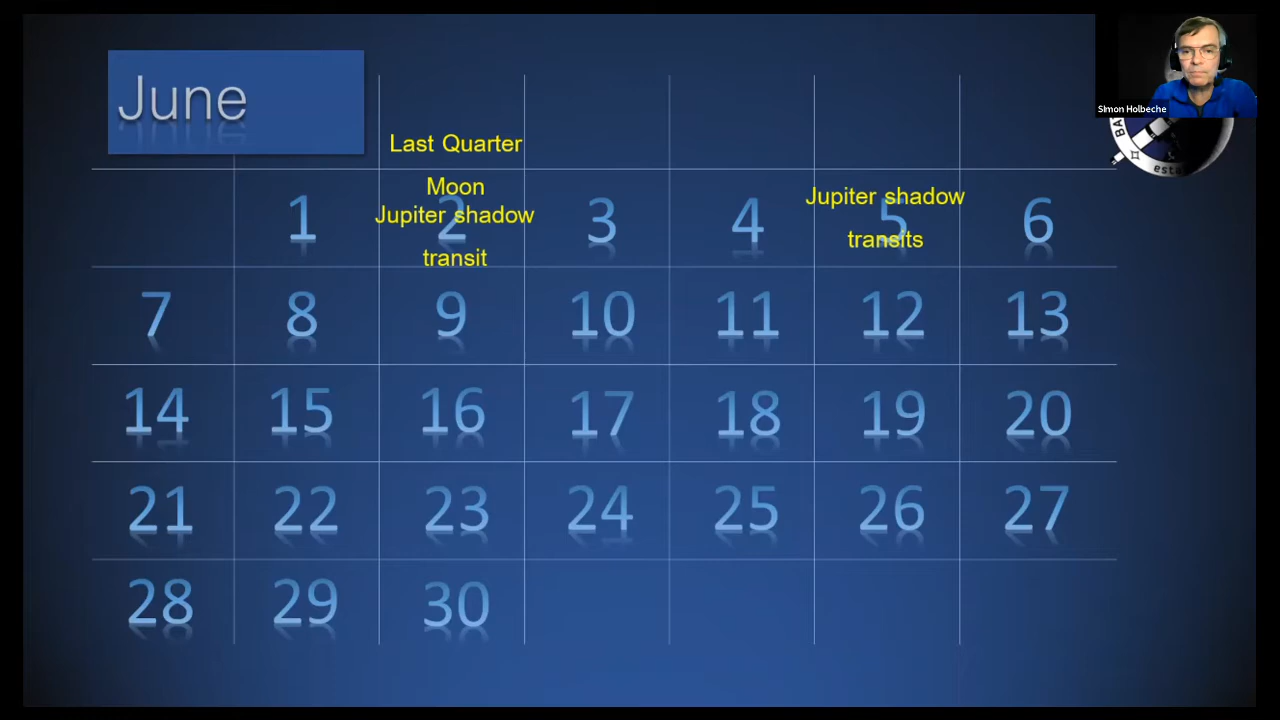 June
Simon Holbeche
BA
esta
Last Quarter
Moon
Jupiter shadow
transit
Jupiter shadow
transits
1 2 3 4 5 6
7 8 9 10 11 12 13
14 15 16 17 18 19 20
21 22 23 24 25 26 27
28 29 30